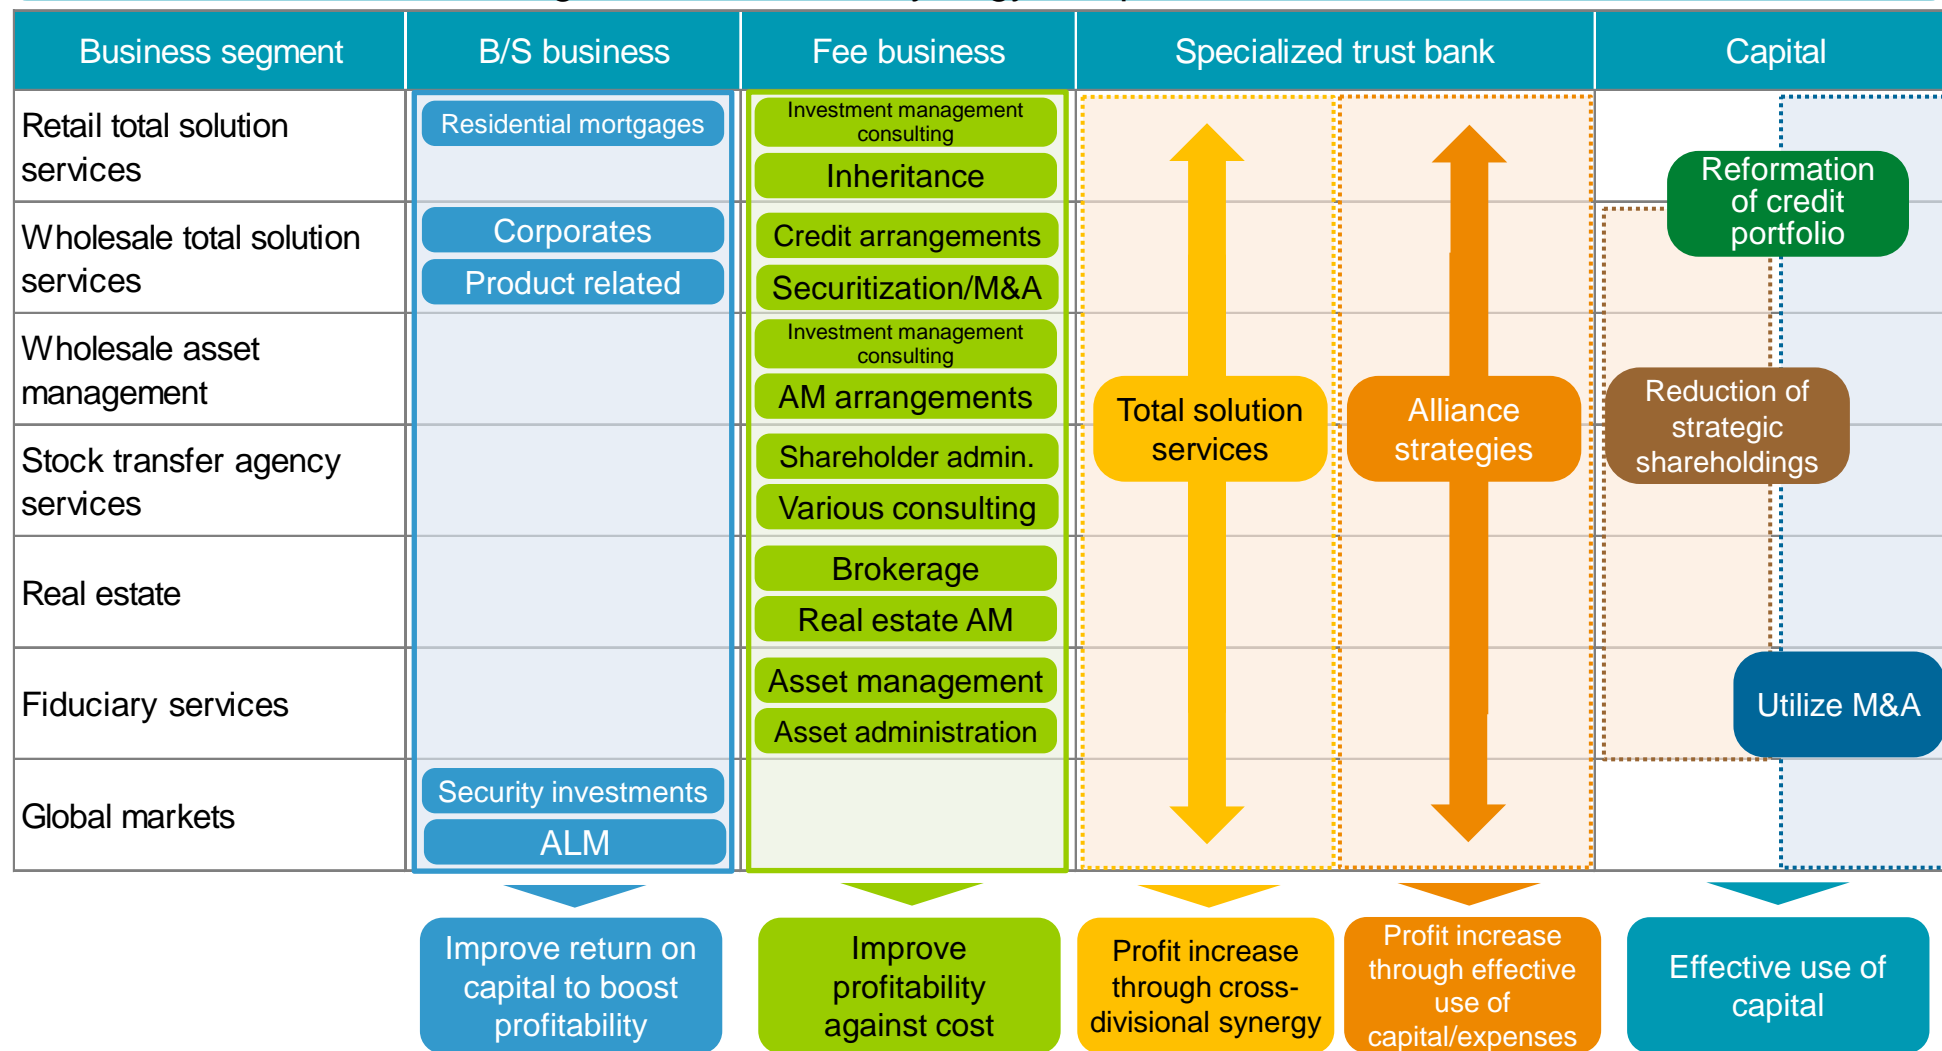 Business segment
B/S business
Fee business
Specialized trust bank
Capital
Retail total solution
services
Residential mortgages
Investment management
consulting
Inheritance
Reformation
of credit
portfolio
Wholesale total solution
services
Corporates
Product related
Credit arrangements
Securitization/M&A
Wholesale asset
management
Investment management
consulting
AM arrangements
Total solution
services
Alliance
strategies
Reduction of
strategic
shareholdings
Stock transfer agency
services
Shareholder admin.
Various consulting
Real estate
Brokerage
Real estate AM
Fiduciary services
Asset management
Asset administration
Utilize M&A
Global markets
Security investments
ALM
Improve return on
capital to boost
profitability
Improve
profitability
against cost
Profit increase
through cross-
divisional synergy
Profit increase
through effective
use of
capital/expenses
Effective use of
capital